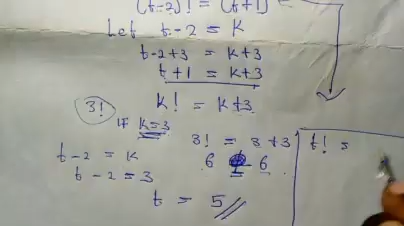 (t-2)! = (t+1)
Let t-2 = K
t-2+3 = K+3
t+1 = K+3
K! = K+3
3!
If K=3
3! = 3+3
6 = 6
t-2 = K
t-2 = 3
t = 5
t! =